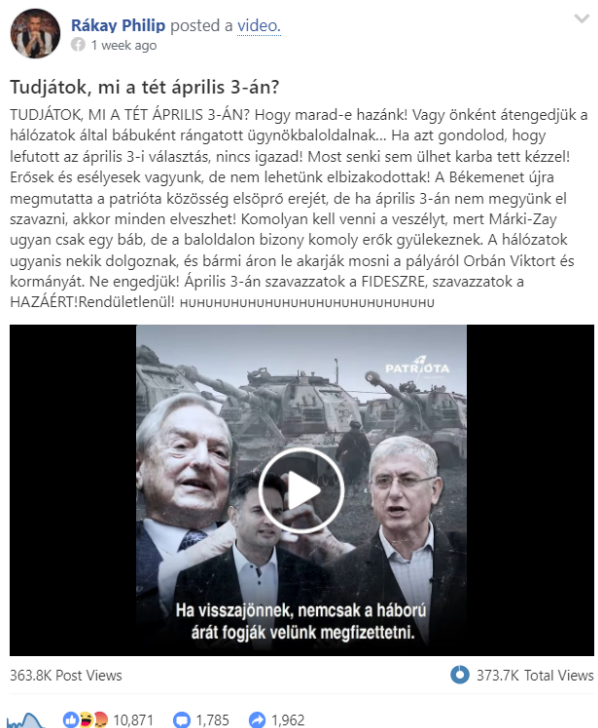 Rákay Philip posted a video.
1 week ago
Tudjátok, mi a tét április 3-án?
TUDJÁTOK, MI A TÉT ÁPRILIS 3-ÁN? Hogy marad-e hazánk! Vagy önként átengedjük a
hálózatok által bábuként rángatott ügynökbaloldalnak... Ha azt gondolod, hogy
lefutott az április 3-i választás, nincs igazad! Most senki sem ülhet karba tett kézzel!
Erősek és esélyesek vagyunk, de nem lehetünk elbizakodottak! A Békemenet újra
megmutatta a patrióta közösség elsöprő erejét, de ha április 3-án nem megyünk el
szavazni, akkor minden elveszhet! Komolyan kell venni a veszélyt, mert Márki-Zay
ugyan csak egy báb, de a baloldalon bizony komoly erők gyülekeznek. A hálózatok
ugyanis nekik dolgoznak, és bármi áron le akarják mosni a pályáról Orbán Viktort és
kormányát. Ne engedjük! Április 3-án szavazzatok a FIDESZRE, szavazzatok a
HAZÁÉRT!Rendületlenül! HUHUHUHUHUHUHUHUHUHUHUHUHUHU
PATRIÓTA
Ha visszajönnek, nemcsak a háború
árát fogják velünk megfizettetni.
363.8K Post Views 373.7K Total Views
10,871 1,785 1,962